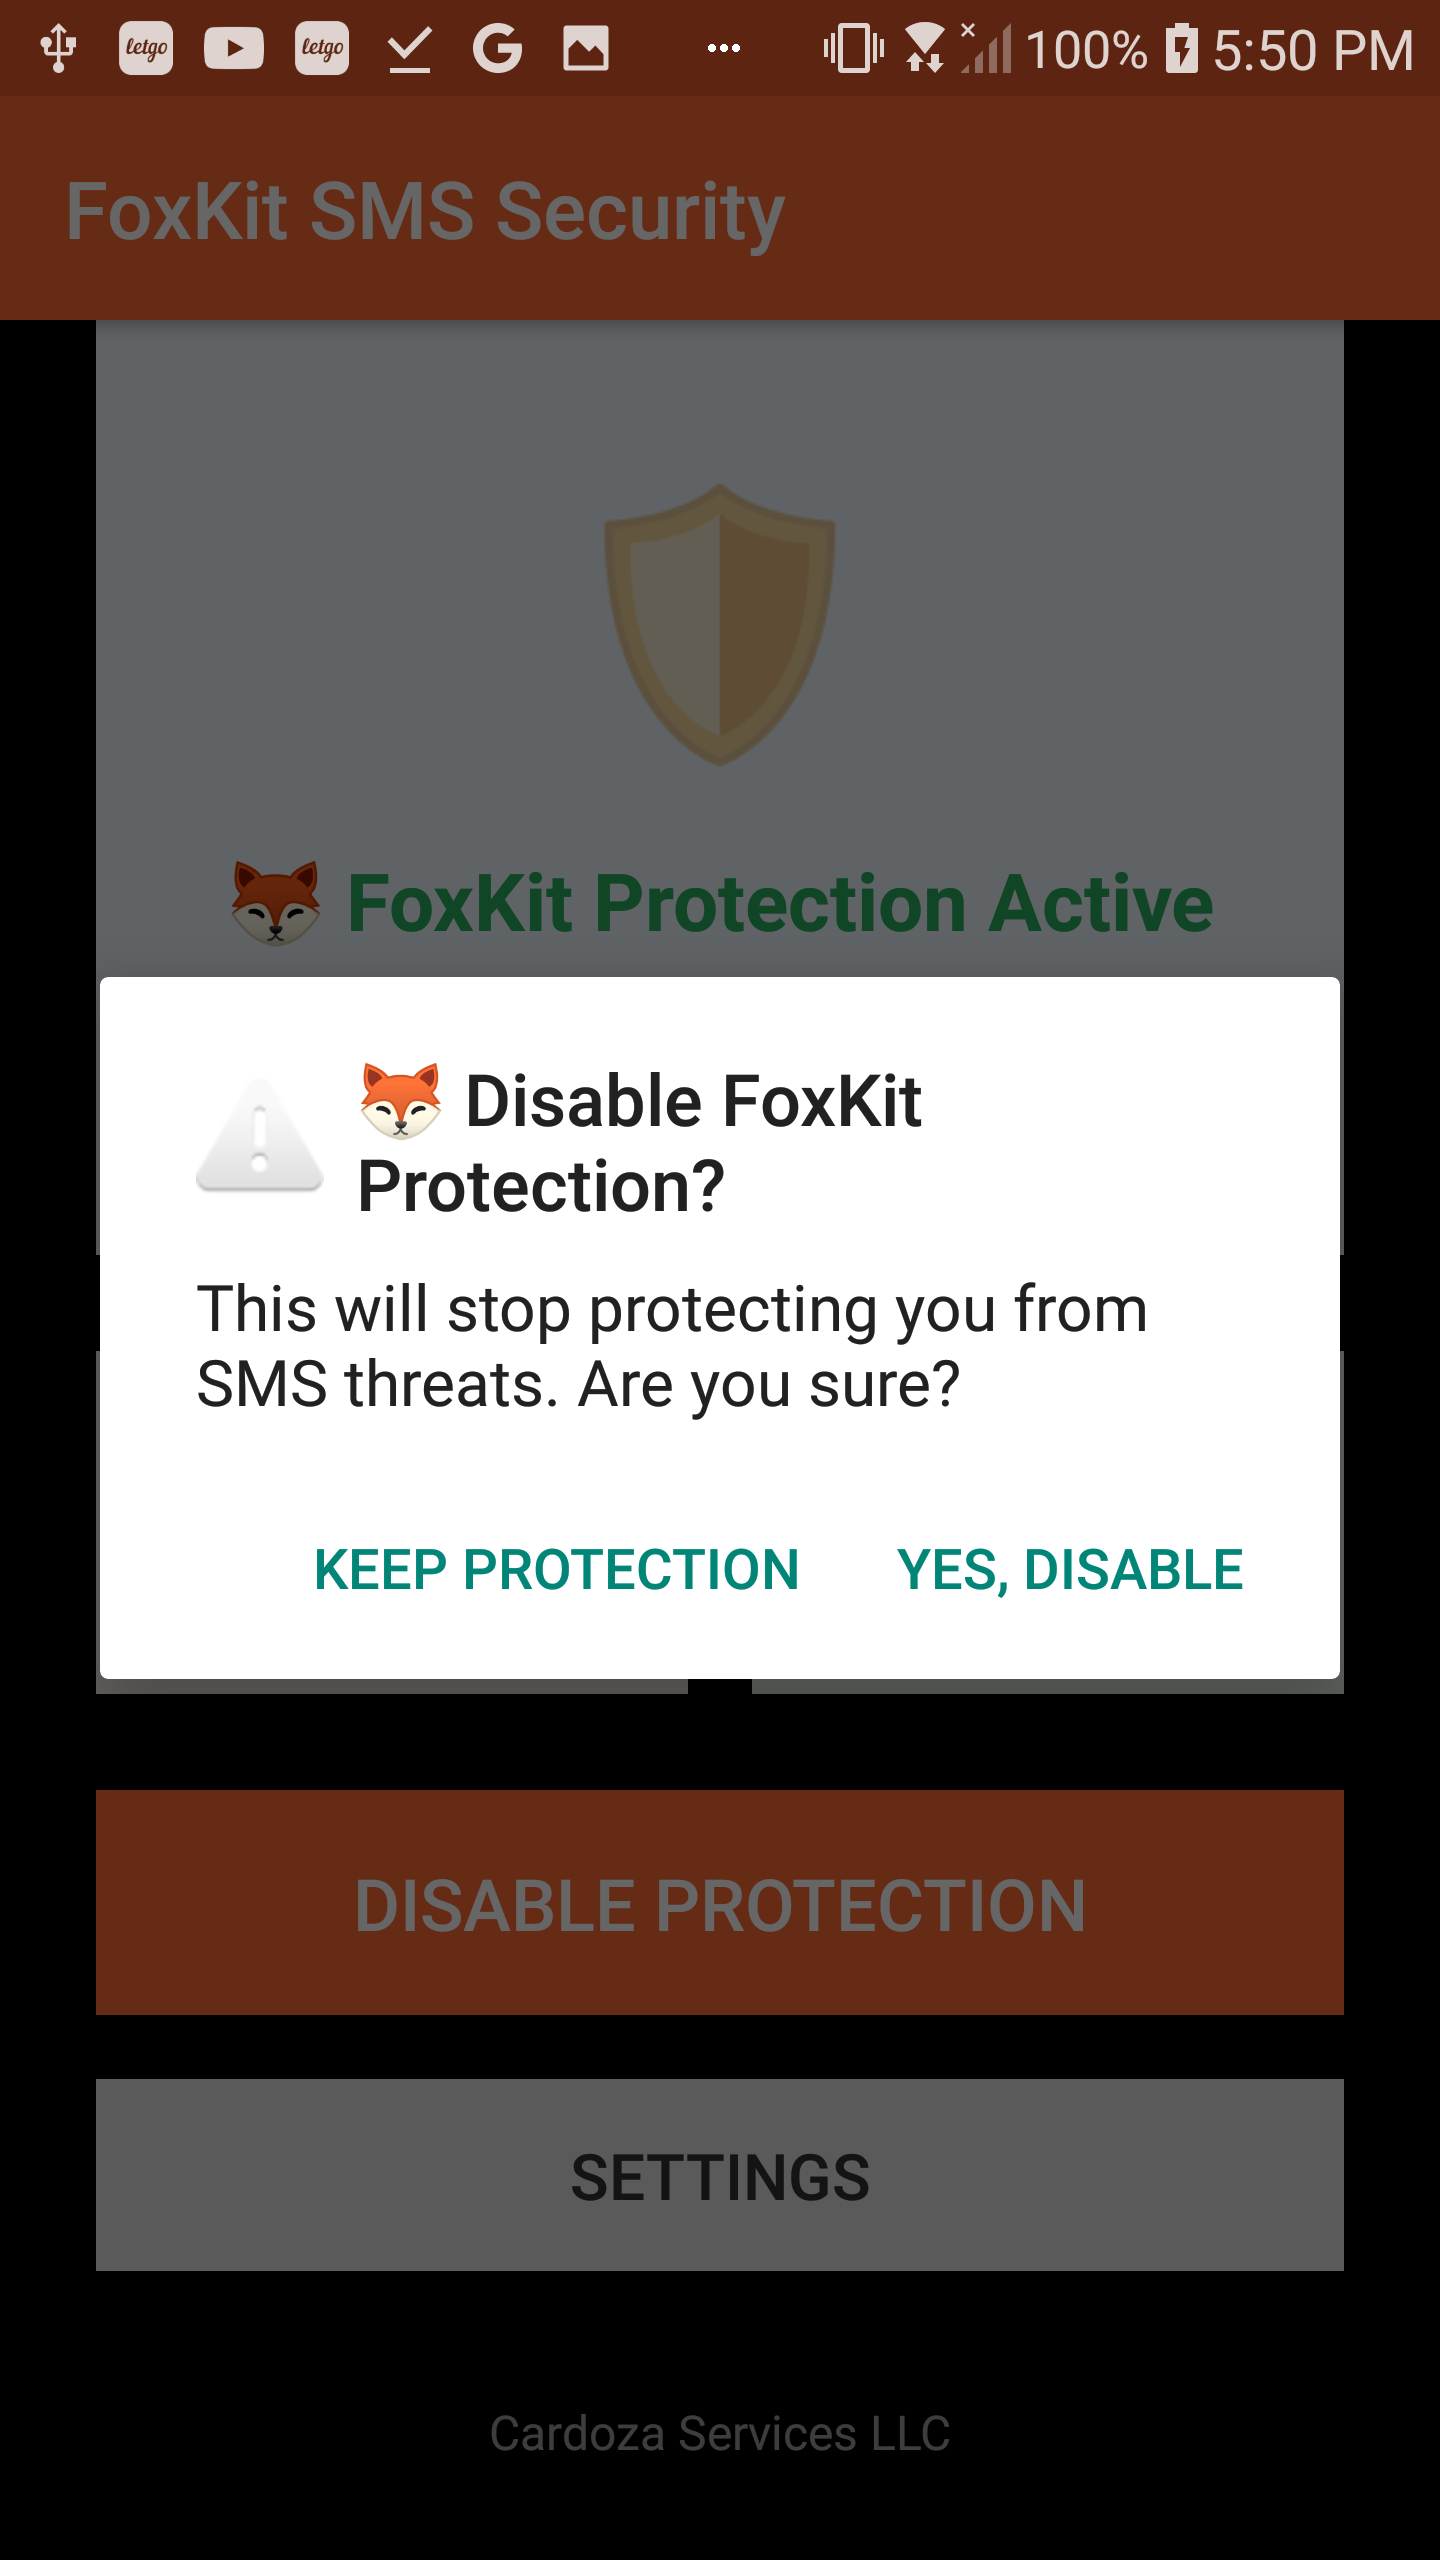 letgo letgo 100% 5:50 PM
FoxKit SMS Security
FoxKit Protection Active
Disable FoxKit
Protection?
This will stop protecting you from
SMS threats. Are you sure?
KEEP PROTECTION YES, DISABLE
DISABLE PROTECTION
SETTINGS
Cardoza Services LLC